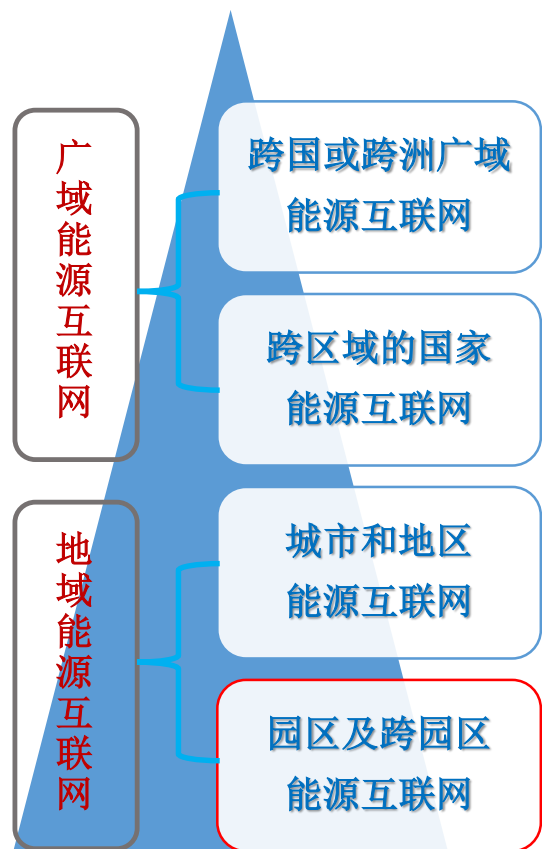 广域能源互联网
跨国或跨洲广域
能源互联网
跨区域的国家
能源互联网
地域能源互联网
城市和地区
能源互联网
园区及跨园区
能源互联网